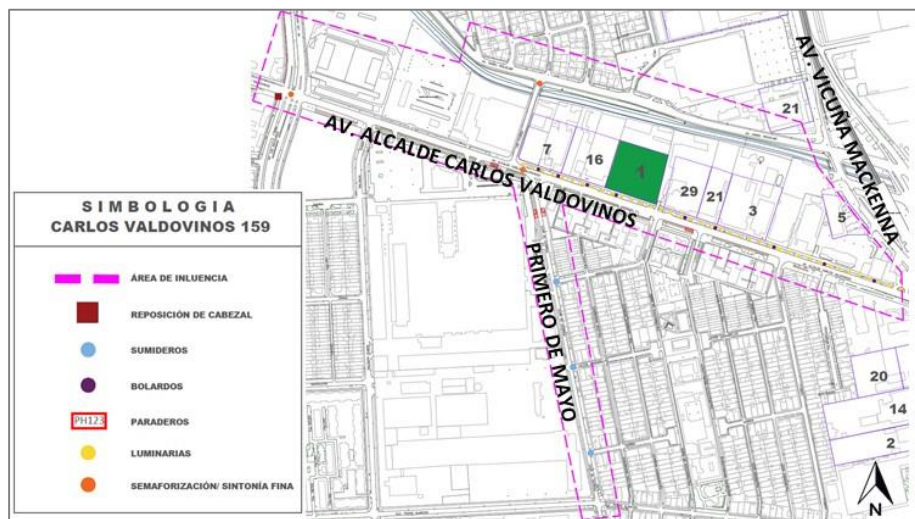 SIMBOLOGIA
CARLOS VALDOVINOS 159
ÁREA DE INLUENCIA
REPOSICIÓN DE CABEZAL
SUMIDEROS
BOLARDOS
PH123
PARADEROS
LUMINARIAS
SEMAFORIZACIÓN/ SINTONÍA FINA
AV. ALCALDE CARLOS VALDOVINOS
AV. VICUÑA MACKENNA
PRIMERO DE MAYO
7
16
1
29
21
3
21
5
20
14
2
N